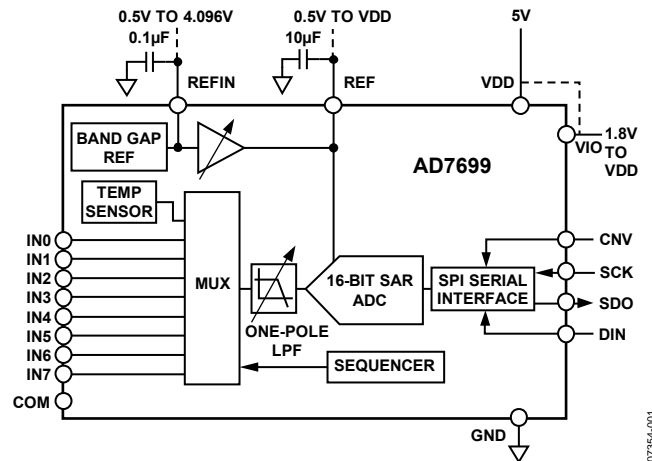 0.5V TO 4.096V
0.1µF
0.5V TO VDD
10µF
5V
REFIN
REF
VDD
BAND GAP
REF
AD7699
VIO
1.8V
TO
VDD
TEMP
SENSOR
IN0
IN1
IN2
IN3
IN4
IN5
IN6
IN7
COM
MUX
ONE-POLE
LPF
16-BIT SAR
ADC
SPI SERIAL
INTERFACE
CNV
SCK
SDO
DIN
SEQUENCER
GND
07354-001